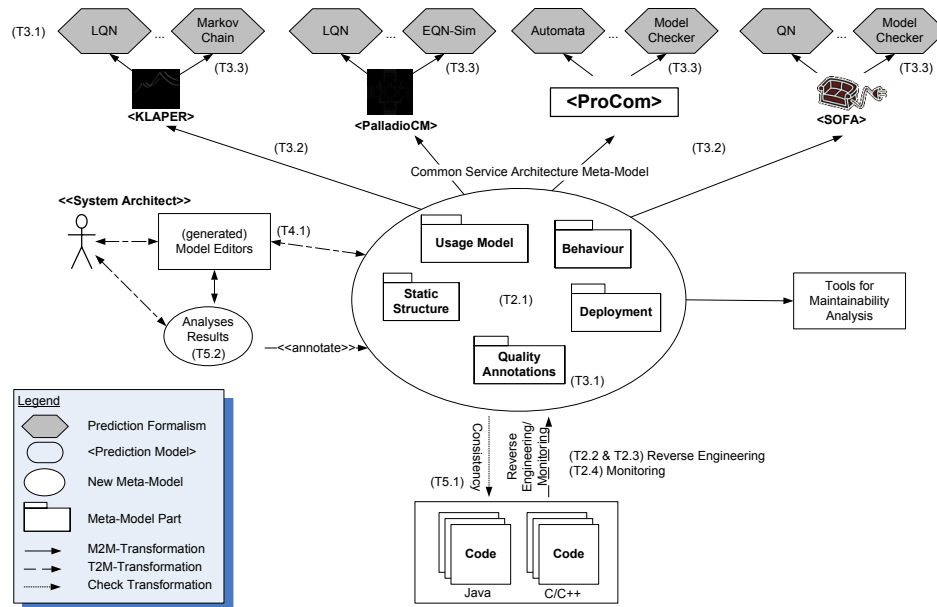 (T3.1)
LQN
...
Markov
Chain
LQN
...
EQN-Sim
Automata
...
Model
Checker
QN
...
Model
Checker
(T3.3)
(T3.3)
(T3.3)
(T3.3)
<KLAPER>
<PalladioCM>
<ProCom>
<SOFA>
(T3.2)
(T3.2)
Common Service Architecture Meta-Model
<<System Architect>>
(generated)
Model Editors
(T4.1)
Usage Model
Behaviour
Static
Structure
(T2.1)
Deployment
Quality
Annotations
(T3.1)
Tools for
Maintainability
Analysis
Analyses
Results
(T5.2)
<<annotate>>
Legend
Prediction Formalism
<Prediction Model>
New Meta-Model
Meta-Model Part
M2M-Transformation
T2M-Transformation
Check Transformation
Consistency
(T5.1)
Reverse
Engineering/
Monitoring
(T2.2 & T2.3) Reverse Engineering
(T2.4) Monitoring
Code
Code
Java
C/C++